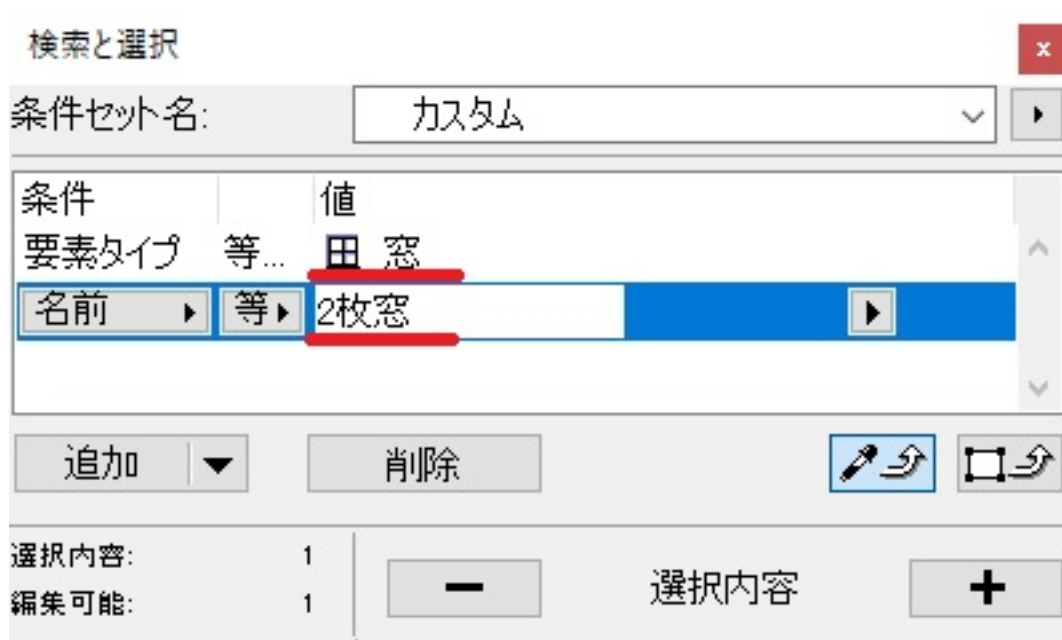 検索と選択
条件セット名: カスタム
条件 値
要素タイプ 等... 窓
名前 等 2枚窓
追加 削除
選択内容: 1
編集可能: 1
選択内容